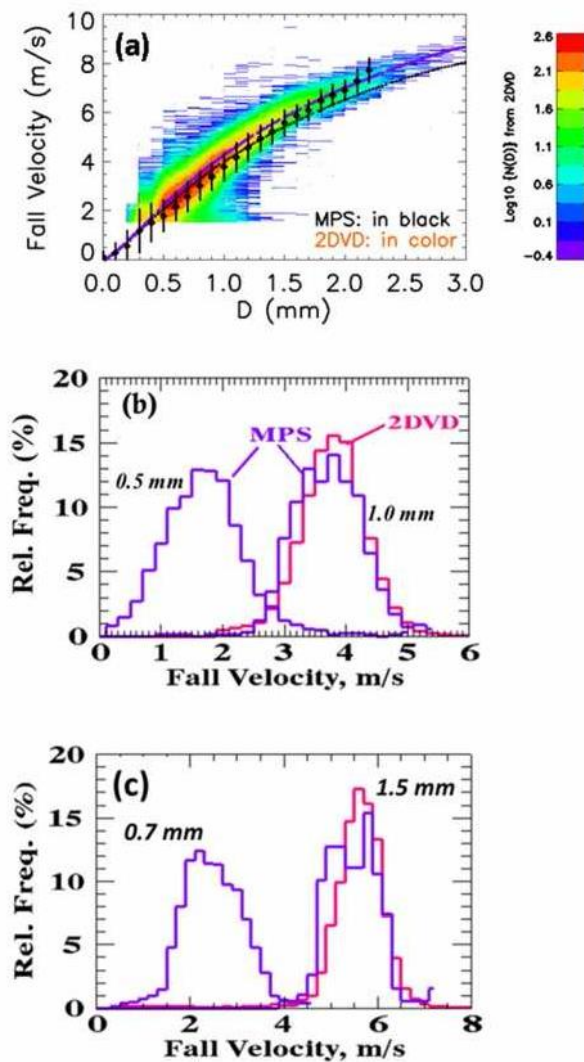 (a)
Fall Velocity (m/s)
10
8
6
4
2
0
MPS: in black
2DVD: in color
0.0 0.5 1.0 1.5 2.0 2.5 3.0
D (mm)
Log10 {N(D)} from 2DVD
2.6
2.1
1.6
1.1
0.6
0.1
-0.4
(b)
Rel. Freq. (%)
20
15
10
5
0
MPS
2DVD
0.5 mm
1.0 mm
0 1 2 3 4 5 6
Fall Velocity, m/s
(c)
Rel. Freq. (%)
20
15
10
5
0
0.7 mm
1.5 mm
0 2 4 6 8
Fall Velocity, m/s